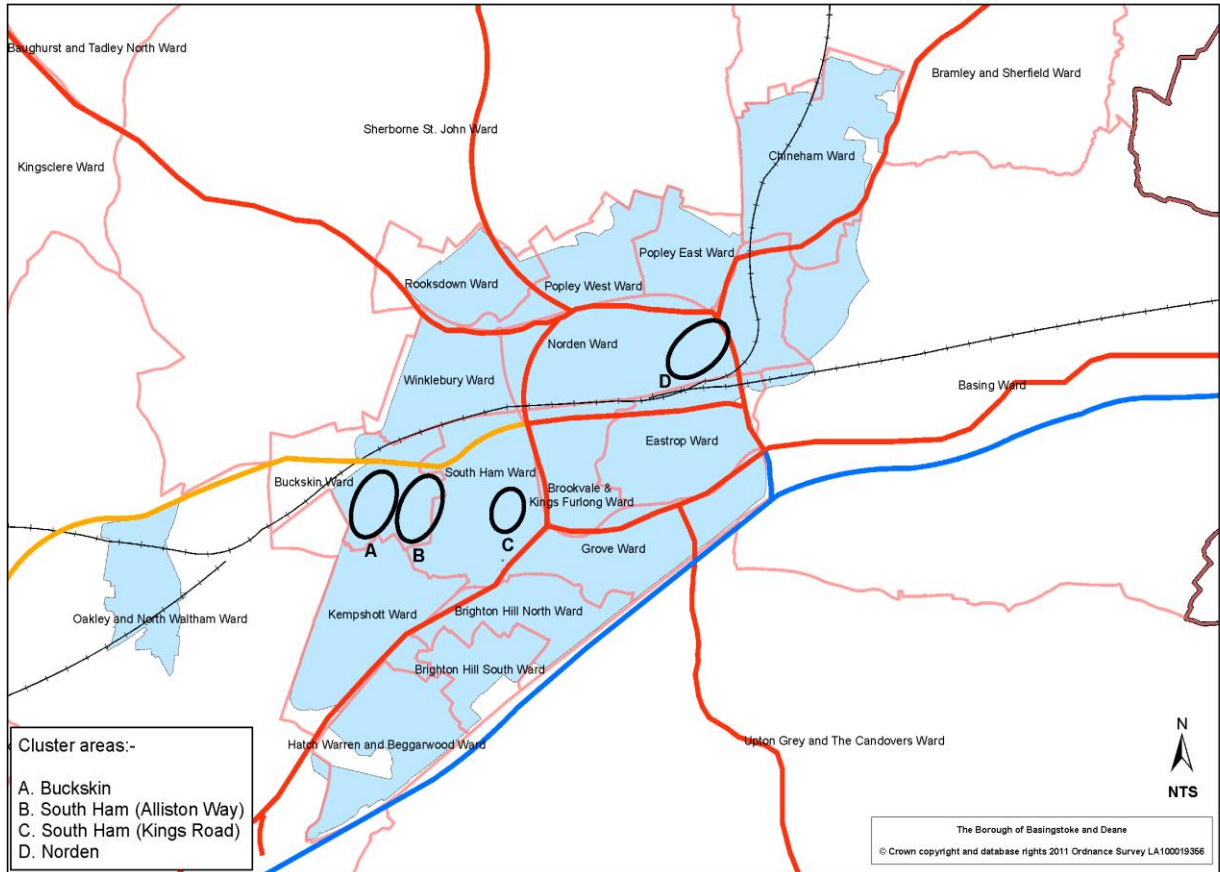 Baughurst and Tadley North Ward
Bramley and Sherfield Ward
Sherborne St. John Ward
Chineham Ward
Kingsclere Ward
Popley East Ward
Rooksdown Ward
Popley West Ward
Norden Ward
D
Winklebury Ward
Basing Ward
Eastrop Ward
South Ham Ward
Buckskin Ward
Brookvale &
Kings Furlong Ward
A
B
C
Grove Ward
Kempshott Ward
Brighton Hill North Ward
Oakley and North Waltham Ward
Brighton Hill South Ward
Hatch Warren and Beggarwood Ward
Upton Grey and The Candovers Ward
N
NTS
Cluster areas:-
A. Buckskin
B. South Ham (Alliston Way)
C. South Ham (Kings Road)
D. Norden
The Borough of Basingstoke and Deane
© Crown copyright and database rights 2011 Ordnance Survey LA100019356